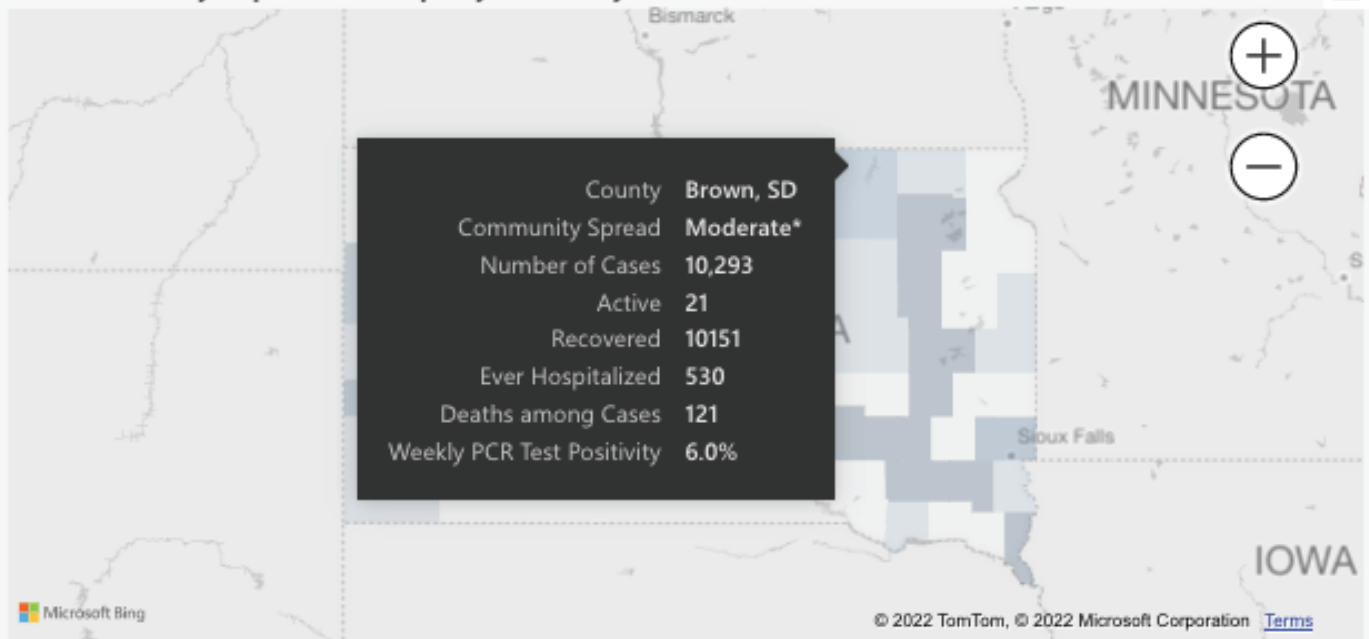 Bismarck
MINNESOTA
County Brown, SD
Community Spread Moderate*
Number of Cases 10,293
Active 21
Recovered 10151
Ever Hospitalized 530
Deaths among Cases 121
Weekly PCR Test Positivity 6.0%
A
S
Sioux Falls
IOWA
Microsoft Bing
© 2022 TomTom, © 2022 Microsoft Corporation Terms